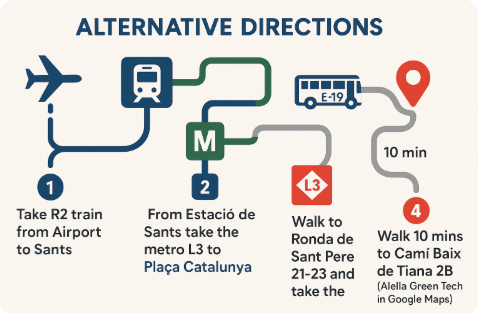 ALTERNATIVE DIRECTIONS
E-19
M
10 min
1
2
L3
4
Take R2 train
from Airport
to Sants
From Estació de
Sants take the
metro L3 to
Plaça Catalunya
Walk to
Ronda de
Sant Pere
21-23 and
take the
Walk 10 mins
to Camí Baix
de Tiana 2B
(Alella Green Tech
in Google Maps)